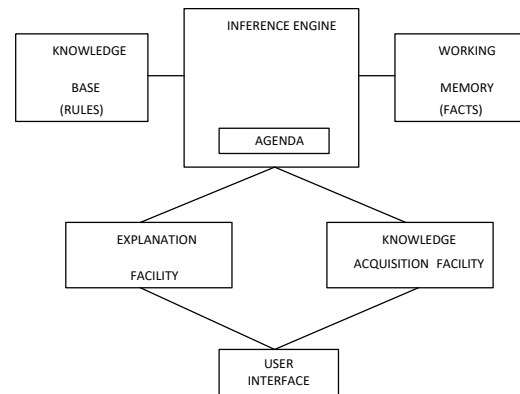 INFERENCE ENGINE
KNOWLEDGE
BASE
(RULES)
WORKING
MEMORY
(FACTS)
AGENDA
EXPLANATION
FACILITY
KNOWLEDGE
ACQUISITION FACILITY
USER
INTERFACE